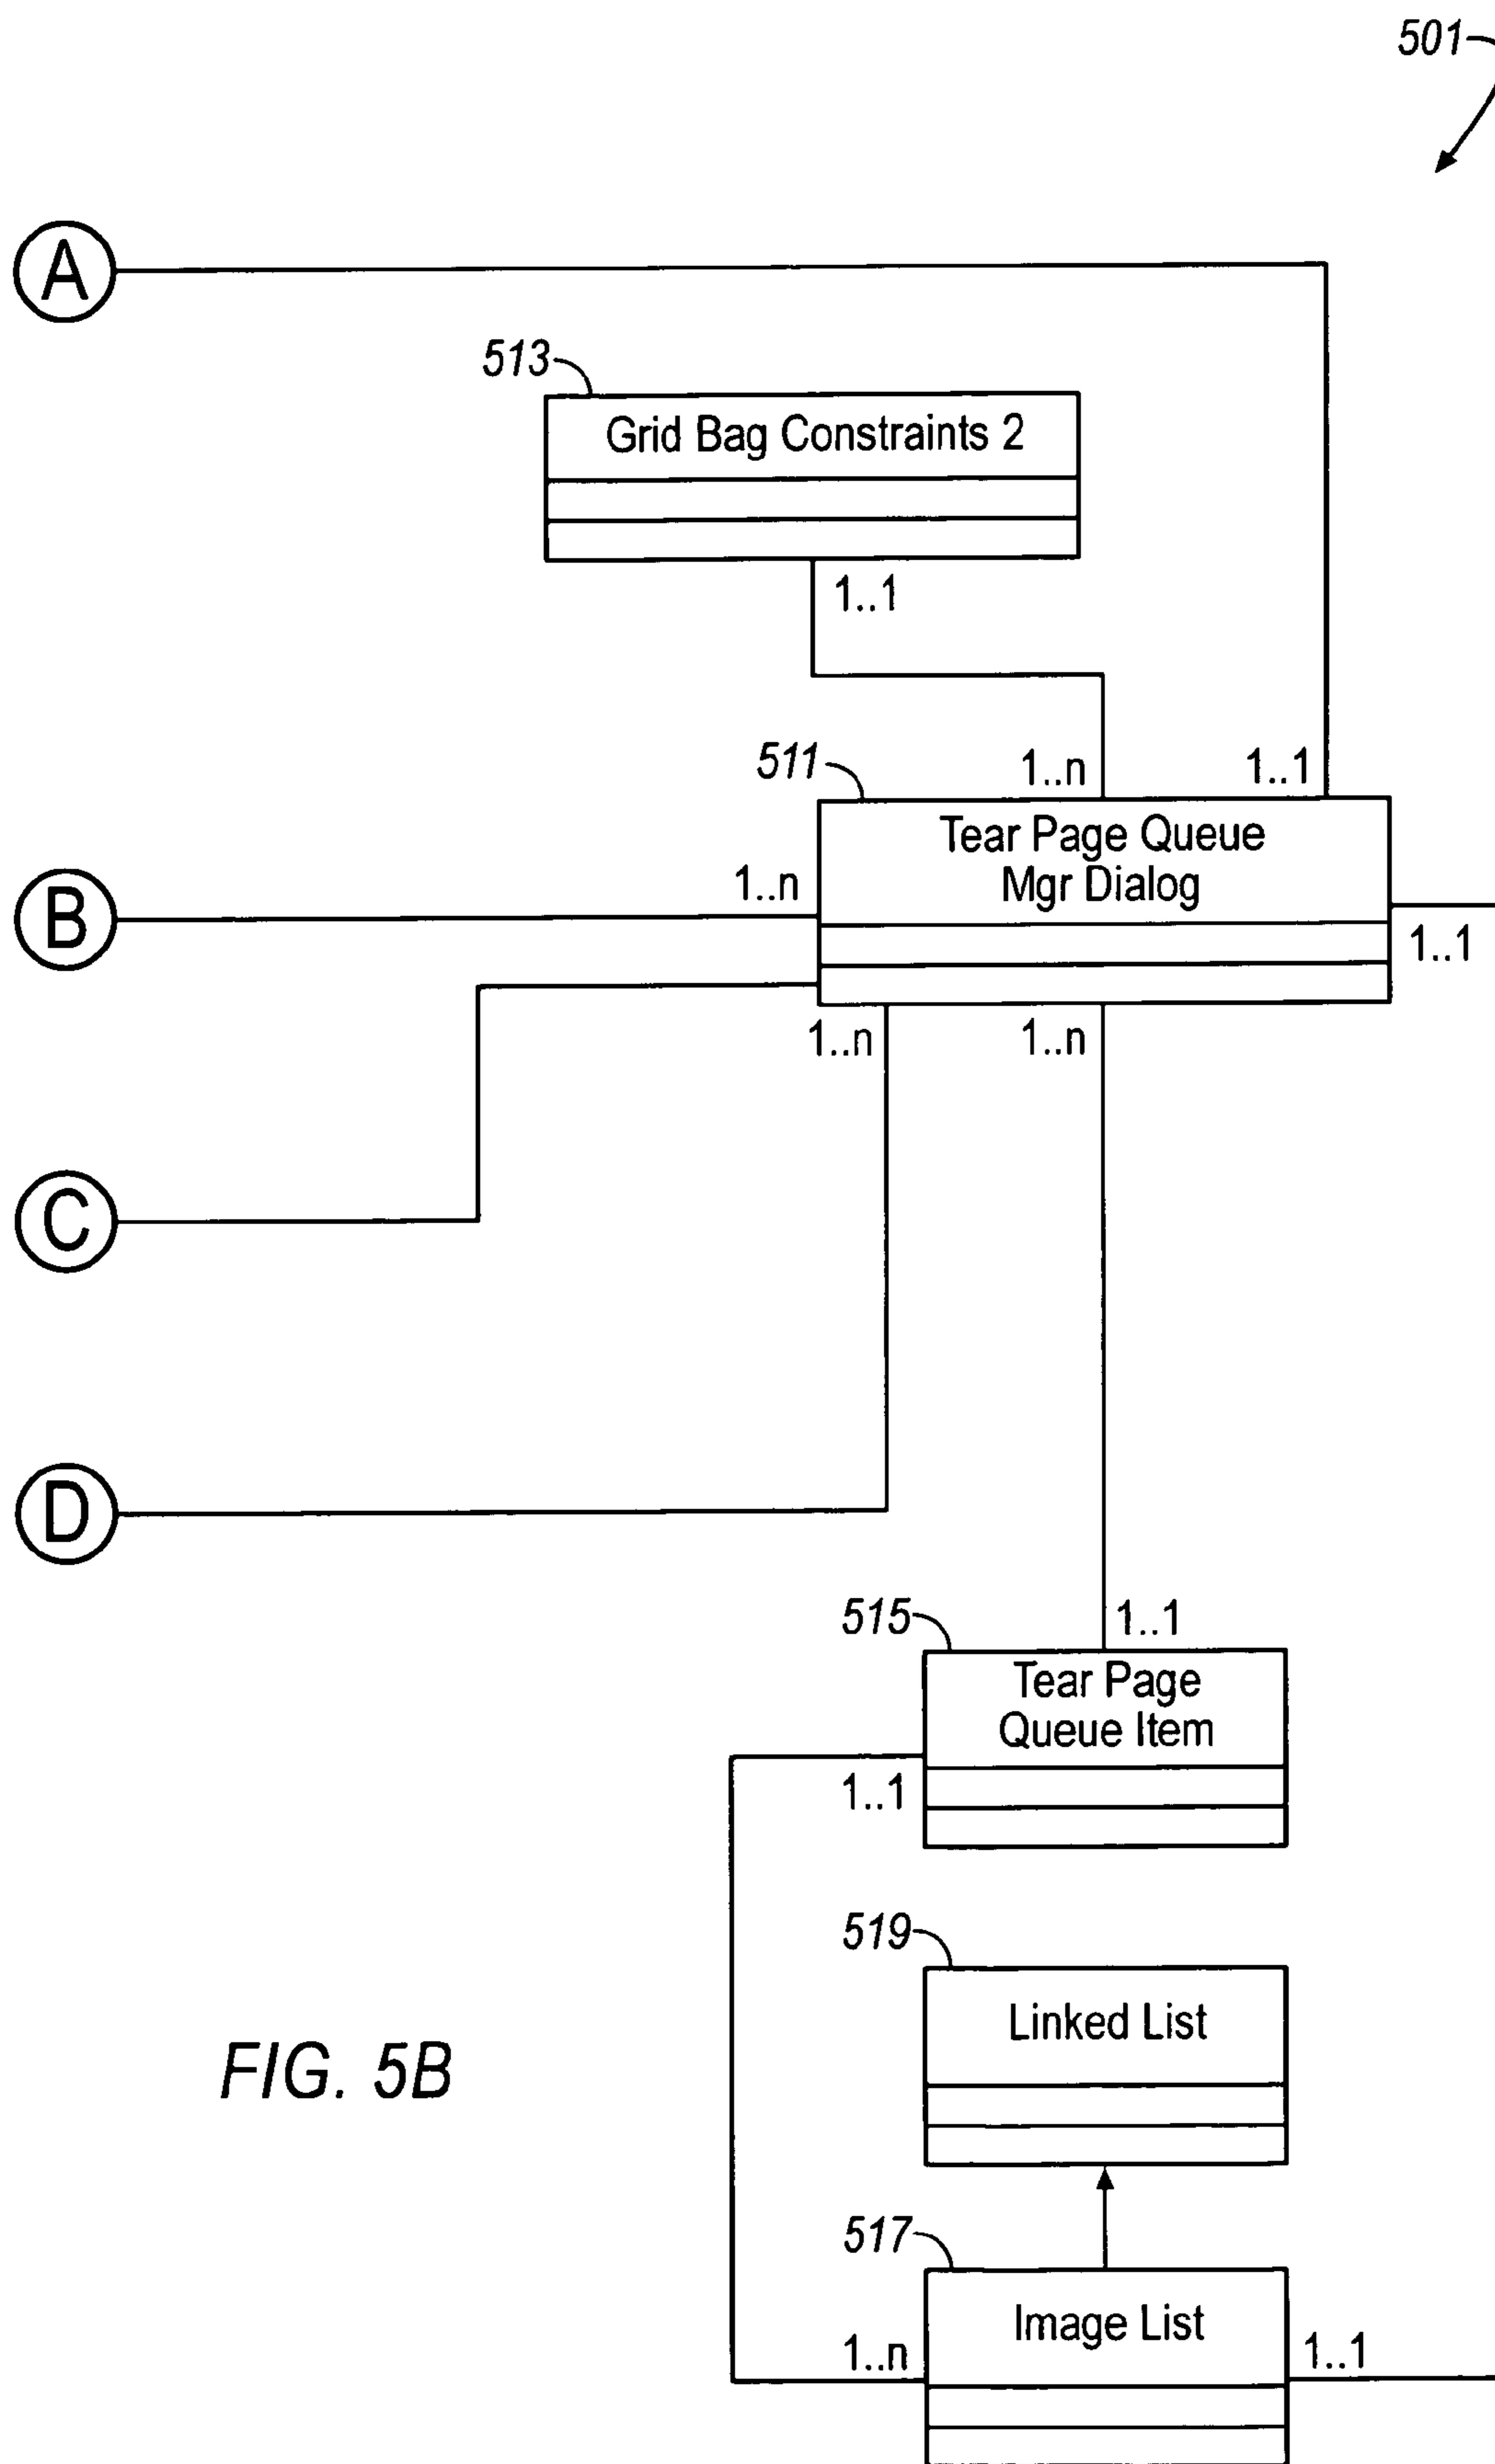 501
A
513
Grid Bag Constraints 2
1..1
511
1..n
1..1
Tear Page Queue
Mgr Dialog
1..n
B
1..1
1..n
1..n
C
D
515
1..1
Tear Page
Queue Item
1..1
519
Linked List
FIG. 5B
517
Image List
1..n
1..1